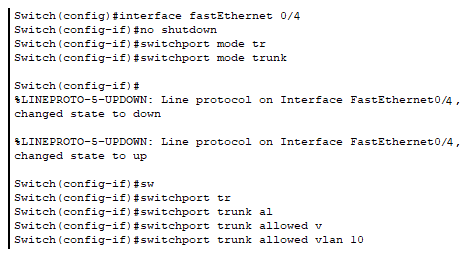 Switch(config)#interface fastEthernet 0/4
Switch(config-if)#no shutdown
Switch(config-if)#switchport mode tr
Switch(config-if)#switchport mode trunk
Switch(config-if)#
%LINEPROTO-5-UPDOWN: Line protocol on Interface FastEthernet0/4,
changed state to down
%LINEPROTO-5-UPDOWN: Line protocol on Interface FastEthernet0/4,
changed state to up
Switch(config-if)#sw
Switch(config-if)#switchport tr
Switch(config-if)#switchport trunk al
Switch(config-if)#switchport trunk allowed v
Switch(config-if)#switchport trunk allowed vlan 10